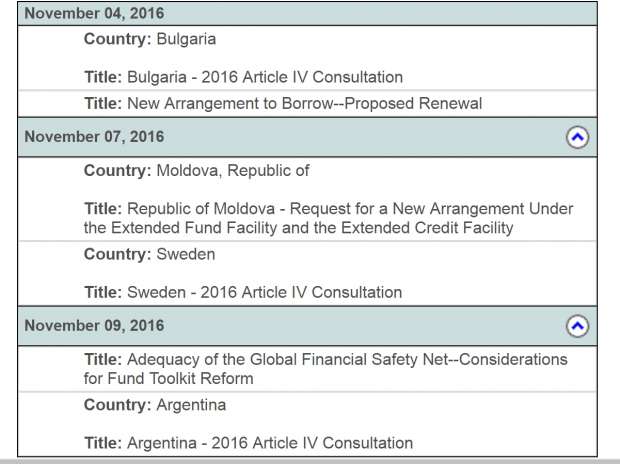 November 04, 2016
Country: Bulgaria
Title: Bulgaria - 2016 Article IV Consultation
Title: New Arrangement to Borrow--Proposed Renewal
November 07, 2016
Country: Moldova, Republic of
Title: Republic of Moldova - Request for a New Arrangement Under
the Extended Fund Facility and the Extended Credit Facility
Country: Sweden
Title: Sweden - 2016 Article IV Consultation
November 09, 2016
Title: Adequacy of the Global Financial Safety Net--Considerations
for Fund Toolkit Reform
Country: Argentina
Title: Argentina - 2016 Article IV Consultation